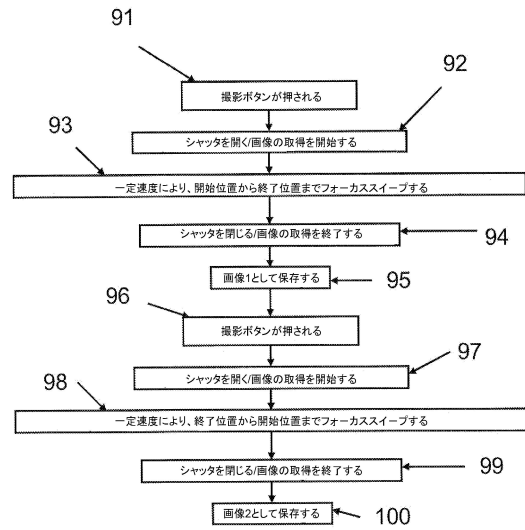 91
撮影ボタンが押される
92
シャッタを開く/画像の取得を開始する
93
一定速度により、開始位置から終了位置までフォーカススイープする
シャッタを閉じる/画像の取得を終了する
94
画像1として保存する
95
96
撮影ボタンが押される
シャッタを開く/画像の取得を開始する
97
98
一定速度により、終了位置から開始位置までフォーカススイープする
シャッタを閉じる/画像の取得を終了する
99
画像2として保存する
100